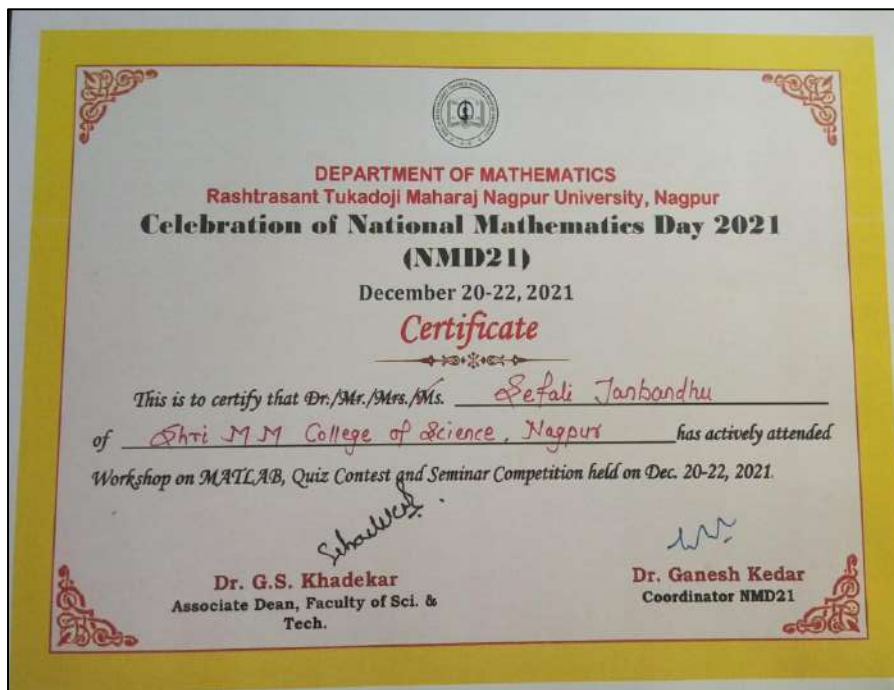 DEPARTMENT OF MATHEMATICS
Rashtrasant Tukadoji Maharaj Nagpur University, Nagpur
Celebration of National Mathematics Day 2021
(NMD21)
December 20-22, 2021
Certificate
This is to certify that Dr./Mr./Mrs./Ms. Sefali Janbandhu
of Shri M M College of Science, Nagpur has actively attended
Workshop on MATLAB, Quiz Contest and Seminar Competition held on Dec. 20-22, 2021.
Dr. G.S. Khadekar
Associate Dean, Faculty of Sci. &
Tech.
Dr. Ganesh Kedar
Coordinator NMD21